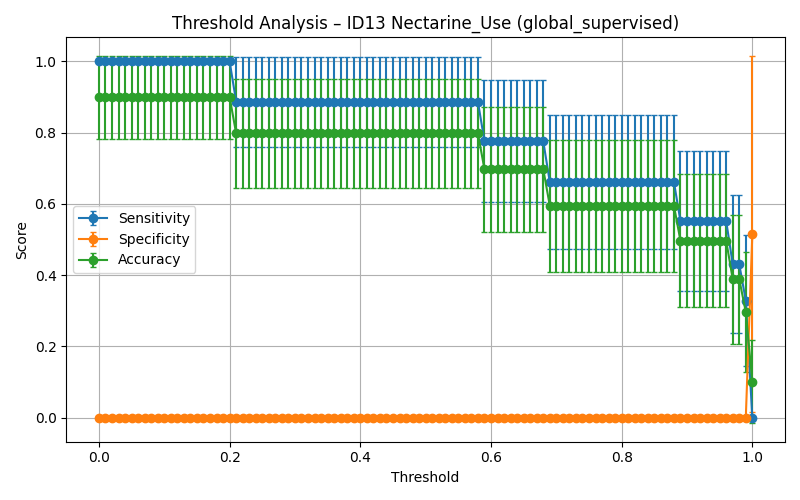 Threshold Analysis – ID13 Nectarine_Use (global_supervised)
1.0
0.8
0.6
0.4
0.2
0.0
Score
Sensitivity
Specificity
Accuracy
0.0 0.2 0.4 0.6 0.8 1.0
Threshold